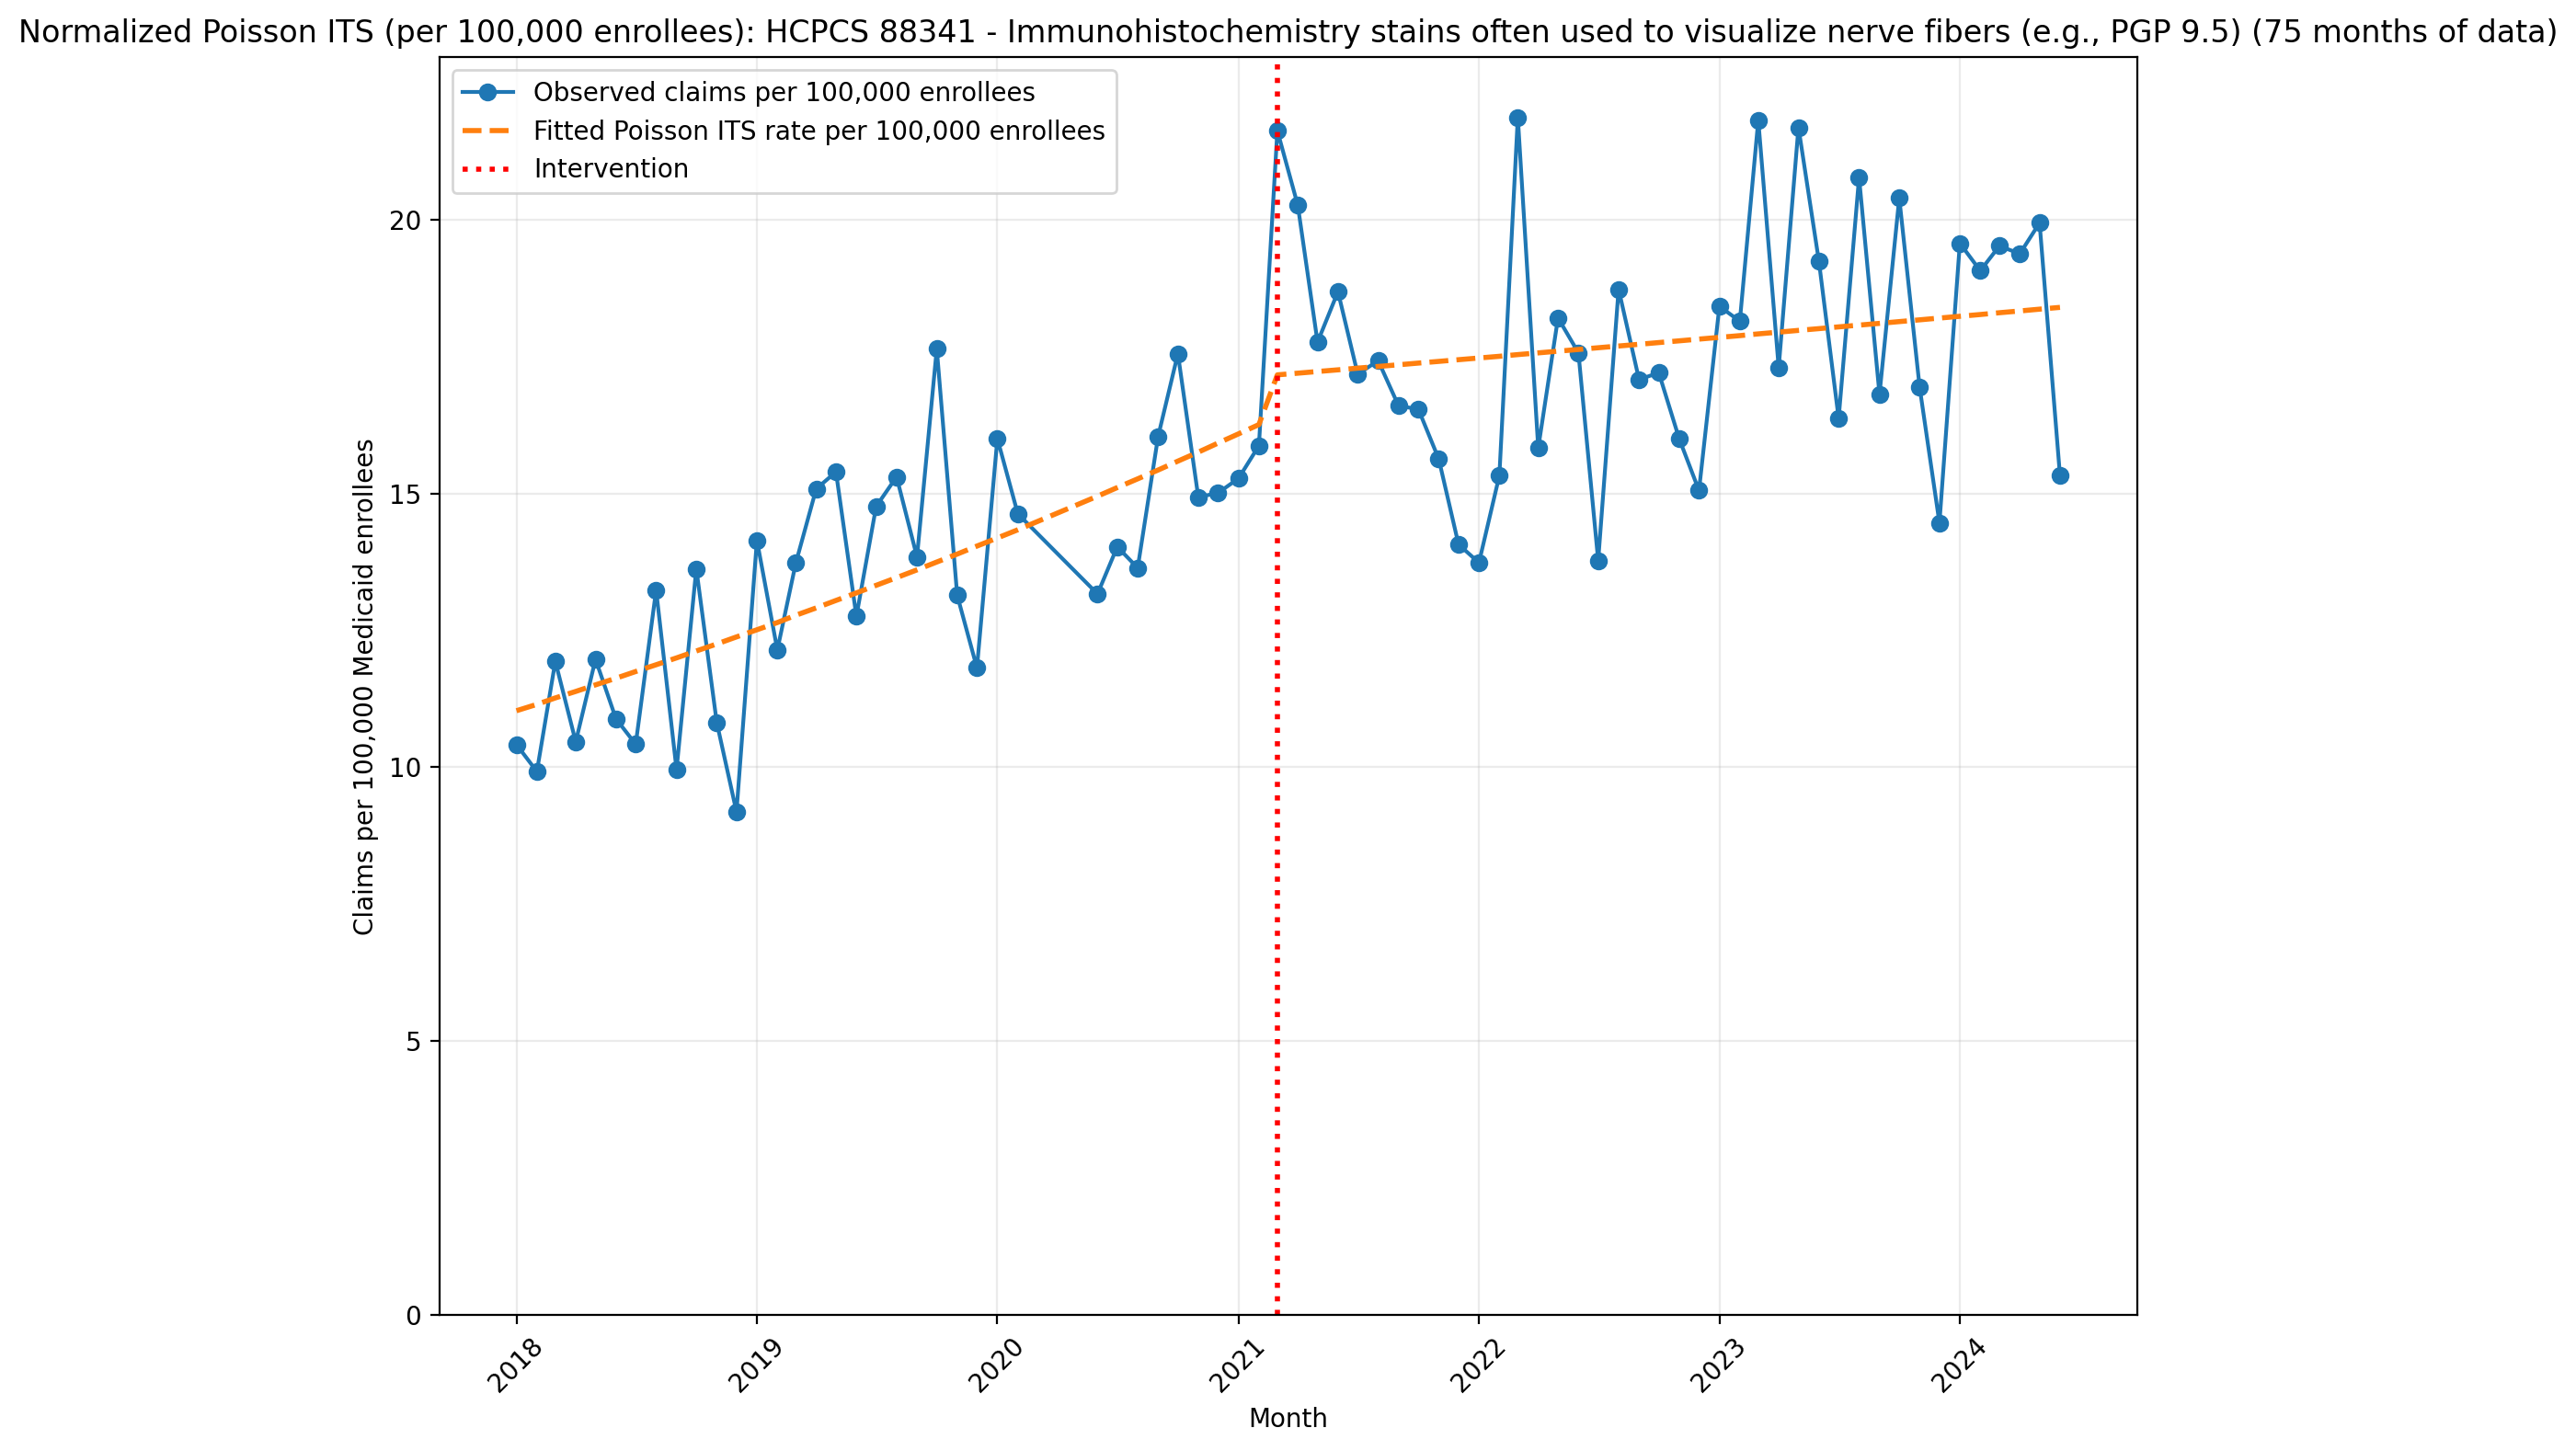 Normalized Poisson ITS (per 100,000 enrollees): HCPCS 88341 - Immunohistochemistry stains often used to visualize nerve fibers (e.g., PGP 9.5) (75 months of data)
Observed claims per 100,000 enrollees
Fitted Poisson ITS rate per 100,000 enrollees
Intervention
Claims per 100,000 Medicaid enrollees
20
15
10
5
0
2018
2019
2020
2021
2022
2023
2024
Month